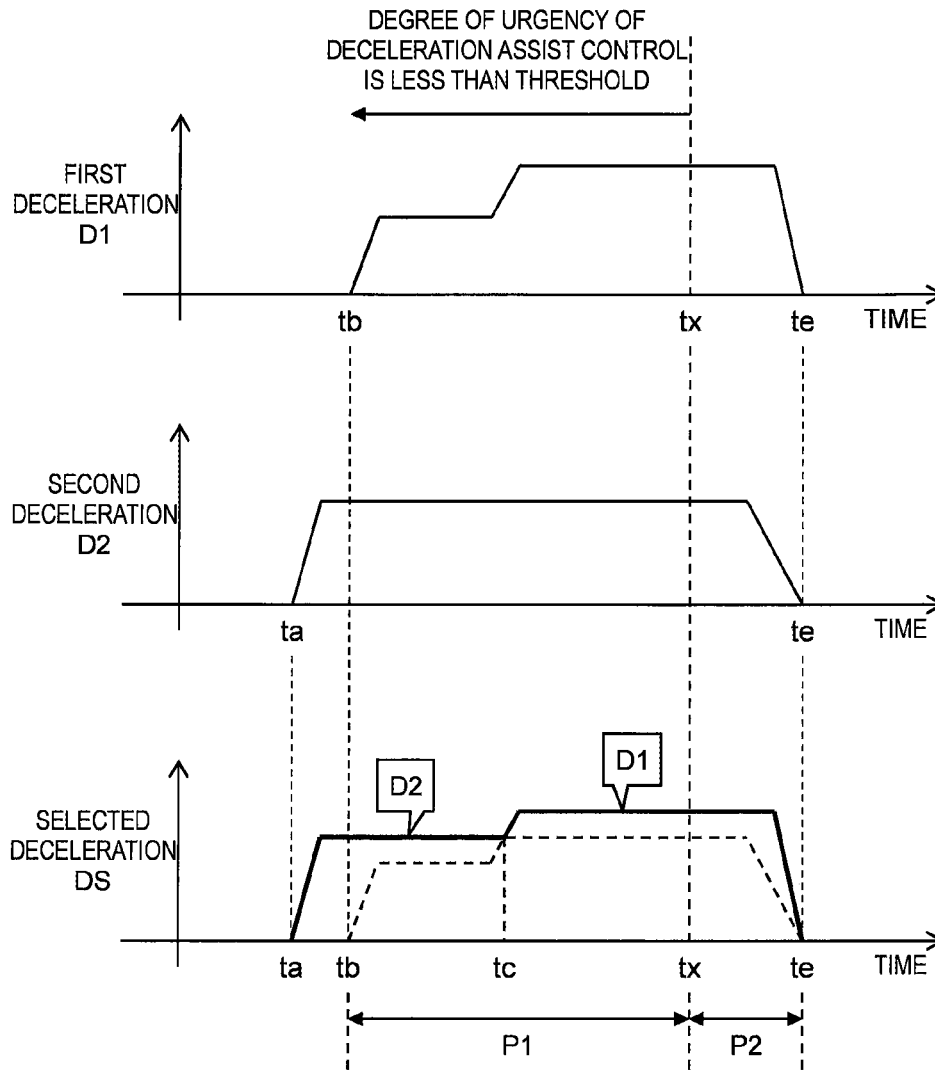 DEGREE OF URGENCY OF
DECELERATION ASSIST CONTROL
IS LESS THAN THRESHOLD
FIRST
DECELERATION
D1
tb
tx
te
TIME
SECOND
DECELERATION
D2
ta
te
TIME
D2
D1
SELECTED
DECELERATION
DS
ta
tb
tc
tx
te
TIME
P1
P2